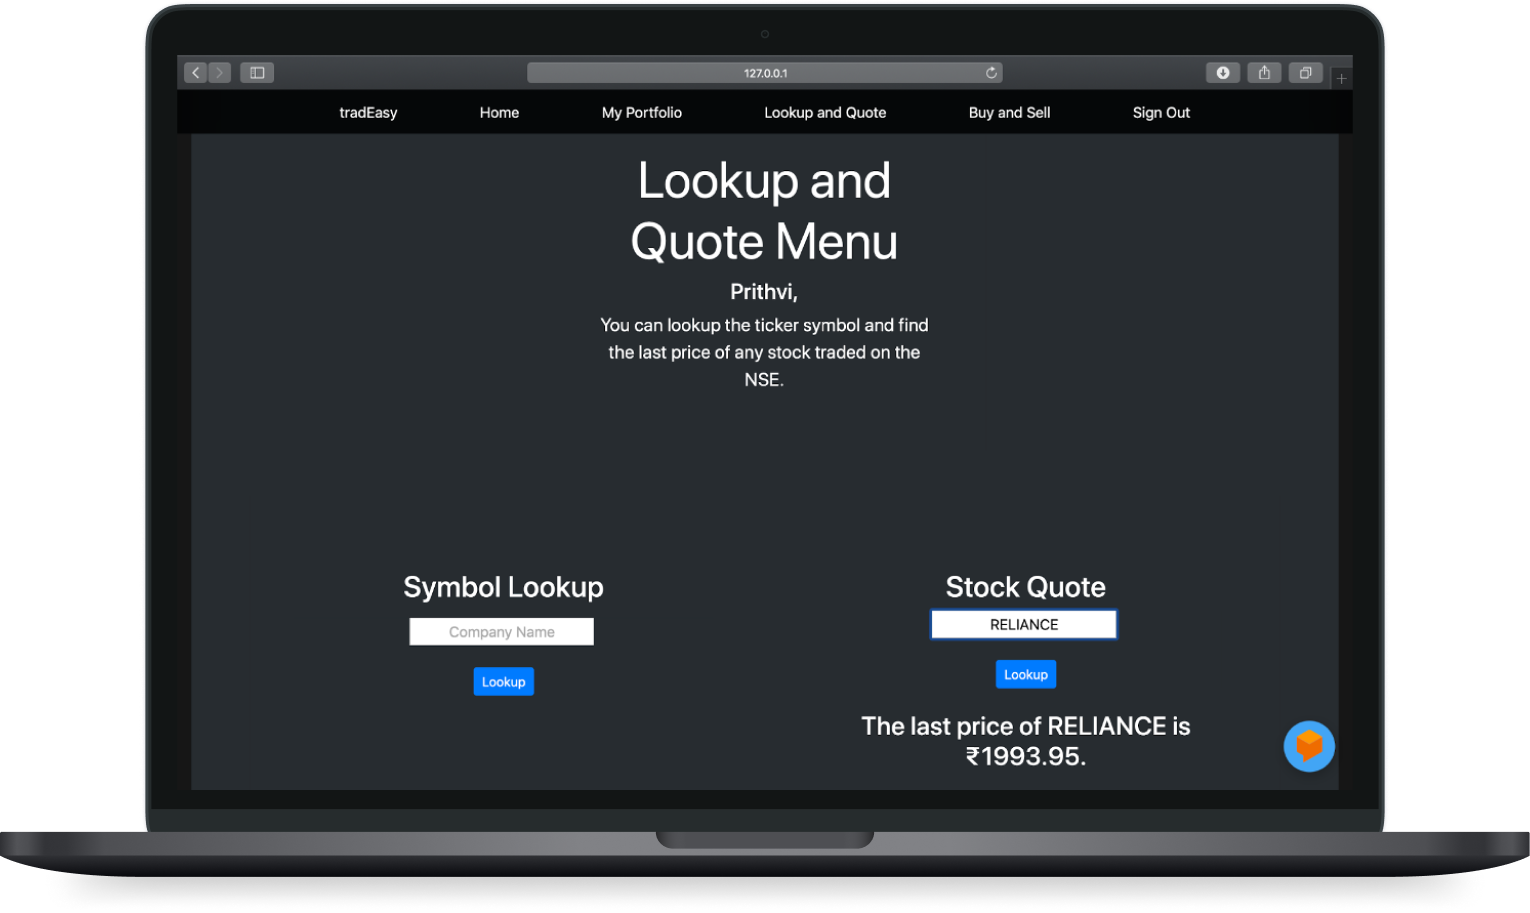 127.0.0.1
tradEasy Home My Portfolio Lookup and Quote Buy and Sell Sign Out
Lookup and
Quote Menu
Prithvi,
You can lookup the ticker symbol and find
the last price of any stock traded on the
NSE.
Symbol Lookup
Company Name
Lookup
Stock Quote
RELIANCE
Lookup
The last price of RELIANCE is
₹1993.95.